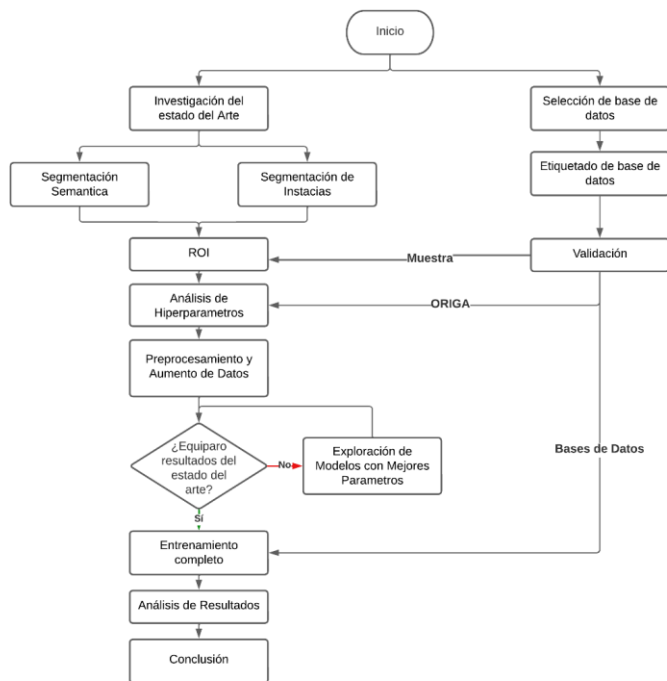 Inicio
Investigación del
estado del Arte
Selección de base de
datos
Segmentación
Semantica
Segmentación de
Instacias
Etiquetado de base de
datos
ROI
Muestra
Validación
Análisis de
Hiperparametros
ORIGA
Preprocesamiento y
Aumento de Datos
¿Equiparo
resultados del
estado del
arte?
No
Exploración de
Modelos con Mejores
Parametros
Bases de Datos
Sí
Entrenamiento
completo
Análisis de Resultados
Conclusión